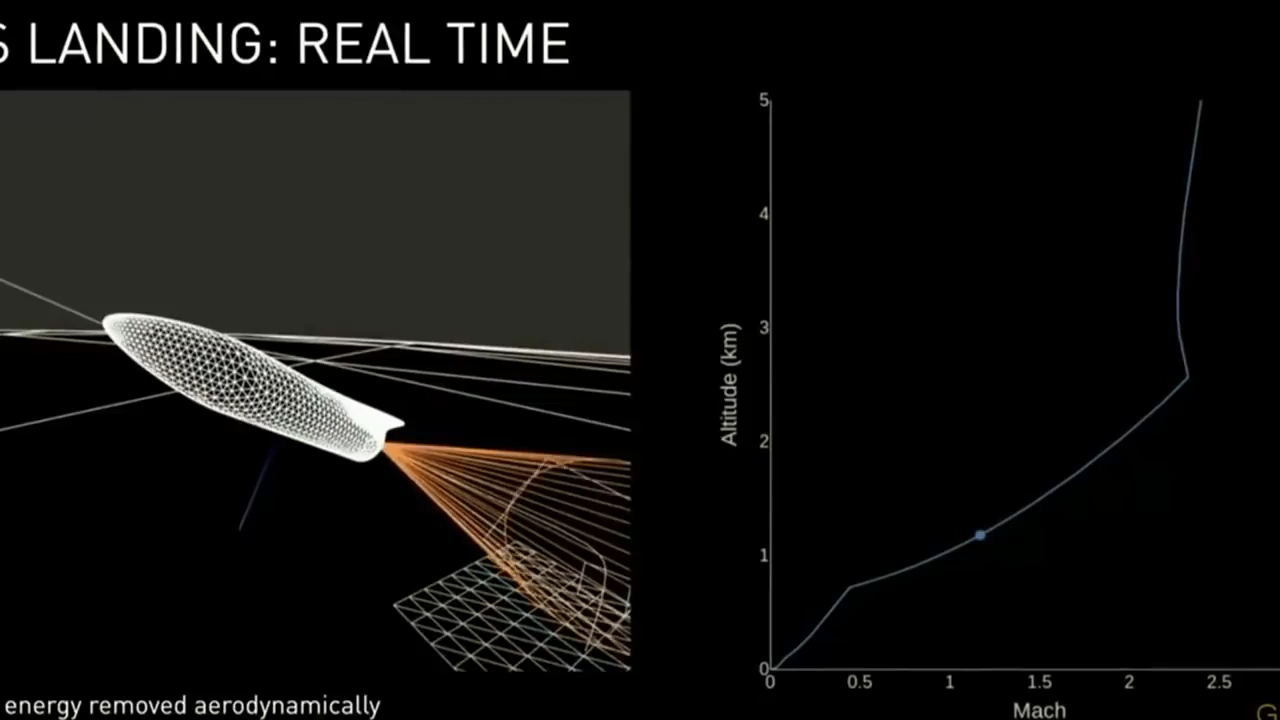 S LANDING: REAL TIME
5
4
3
2
1
0
Altitude (km)
0 0.5 1 1.5 2 2.5
Mach
energy removed aerodynamically
G